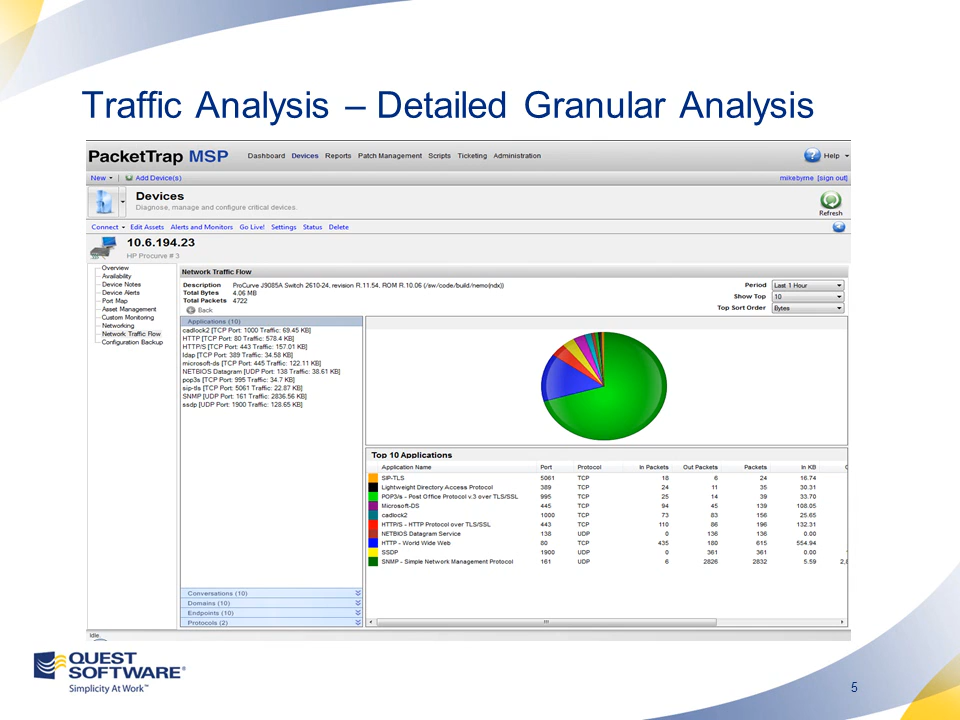 Traffic Analysis – Detailed Granular Analysis
PacketTrap MSP
Dashboard Devices Reports Patch Management Scripts Ticketing Administration
Help
New | Add Device(s)
mikebyrne [sign out]
Devices
Diagnose, manage and configure critical devices.
Refresh
Connect Edit Assets Alerts and Monitors Go Live! Settings Status Delete
10.6.194.23
HP Procurve # 3
Overview
Availability
Device Notes
Device Alerts
Port Map
Asset Management
Custom Monitoring
Networking
Network Traffic Flow
Configuration Backup
Network Traffic Flow
Description ProCurve J9085A Switch 2610-24, revision R.11.54, ROM R.10.06 (/sw/code/build/nemo(ndx))
Total Bytes 4.06 MB
Total Packets 4722
Back
Period Last 1 Hour
Show Top 10
Top Sort Order Bytes
Applications (10)
cadlock2 [TCP Port: 1000 Traffic: 69.45 KB]
HTTP [TCP Port: 80 Traffic: 578.4 KB]
HTTP/S [TCP Port: 443 Traffic: 157.01 KB]
ldap [TCP Port: 389 Traffic: 34.58 KB]
microsoft-ds [TCP Port: 445 Traffic: 122.11 KB]
NETBIOS Datagram [UDP Port: 138 Traffic: 38.61 KB]
pop3s [TCP Port: 995 Traffic: 34.7 KB]
sip-tls [TCP Port: 5061 Traffic: 22.87 KB]
SNMP [UDP Port: 161 Traffic: 2836.56 KB]
ssdp [UDP Port: 1900 Traffic: 128.65 KB]
Conversations (10)
Domains (10)
Endpoints (10)
Protocols (2)
Top 10 Applications
Application Name Port Protocol In Packets Out Packets Packets In KB
SIP-TLS 5061 TCP 18 6 24 16.74
Lightweight Directory Access Protocol 389 TCP 24 11 35 30.31
POP3/s - Post Office Protocol v.3 over TLS/SSL 995 TCP 25 14 39 33.70
Microsoft-DS 445 TCP 94 45 139 108.05
cadlock2 1000 TCP 73 83 156 25.65
HTTP/S - HTTP Protocol over TLS/SSL 443 TCP 110 86 196 132.31
NETBIOS Datagram Service 138 UDP 0 136 136 0.00
HTTP - World Wide Web 80 TCP 435 180 615 554.94
SSDP 1900 UDP 0 361 361 0.00
SNMP - Simple Network Management Protocol 161 UDP 6 2826 2832 5.59 2,8
Idle
QUEST
SOFTWARE®
Simplicity At Work™
5